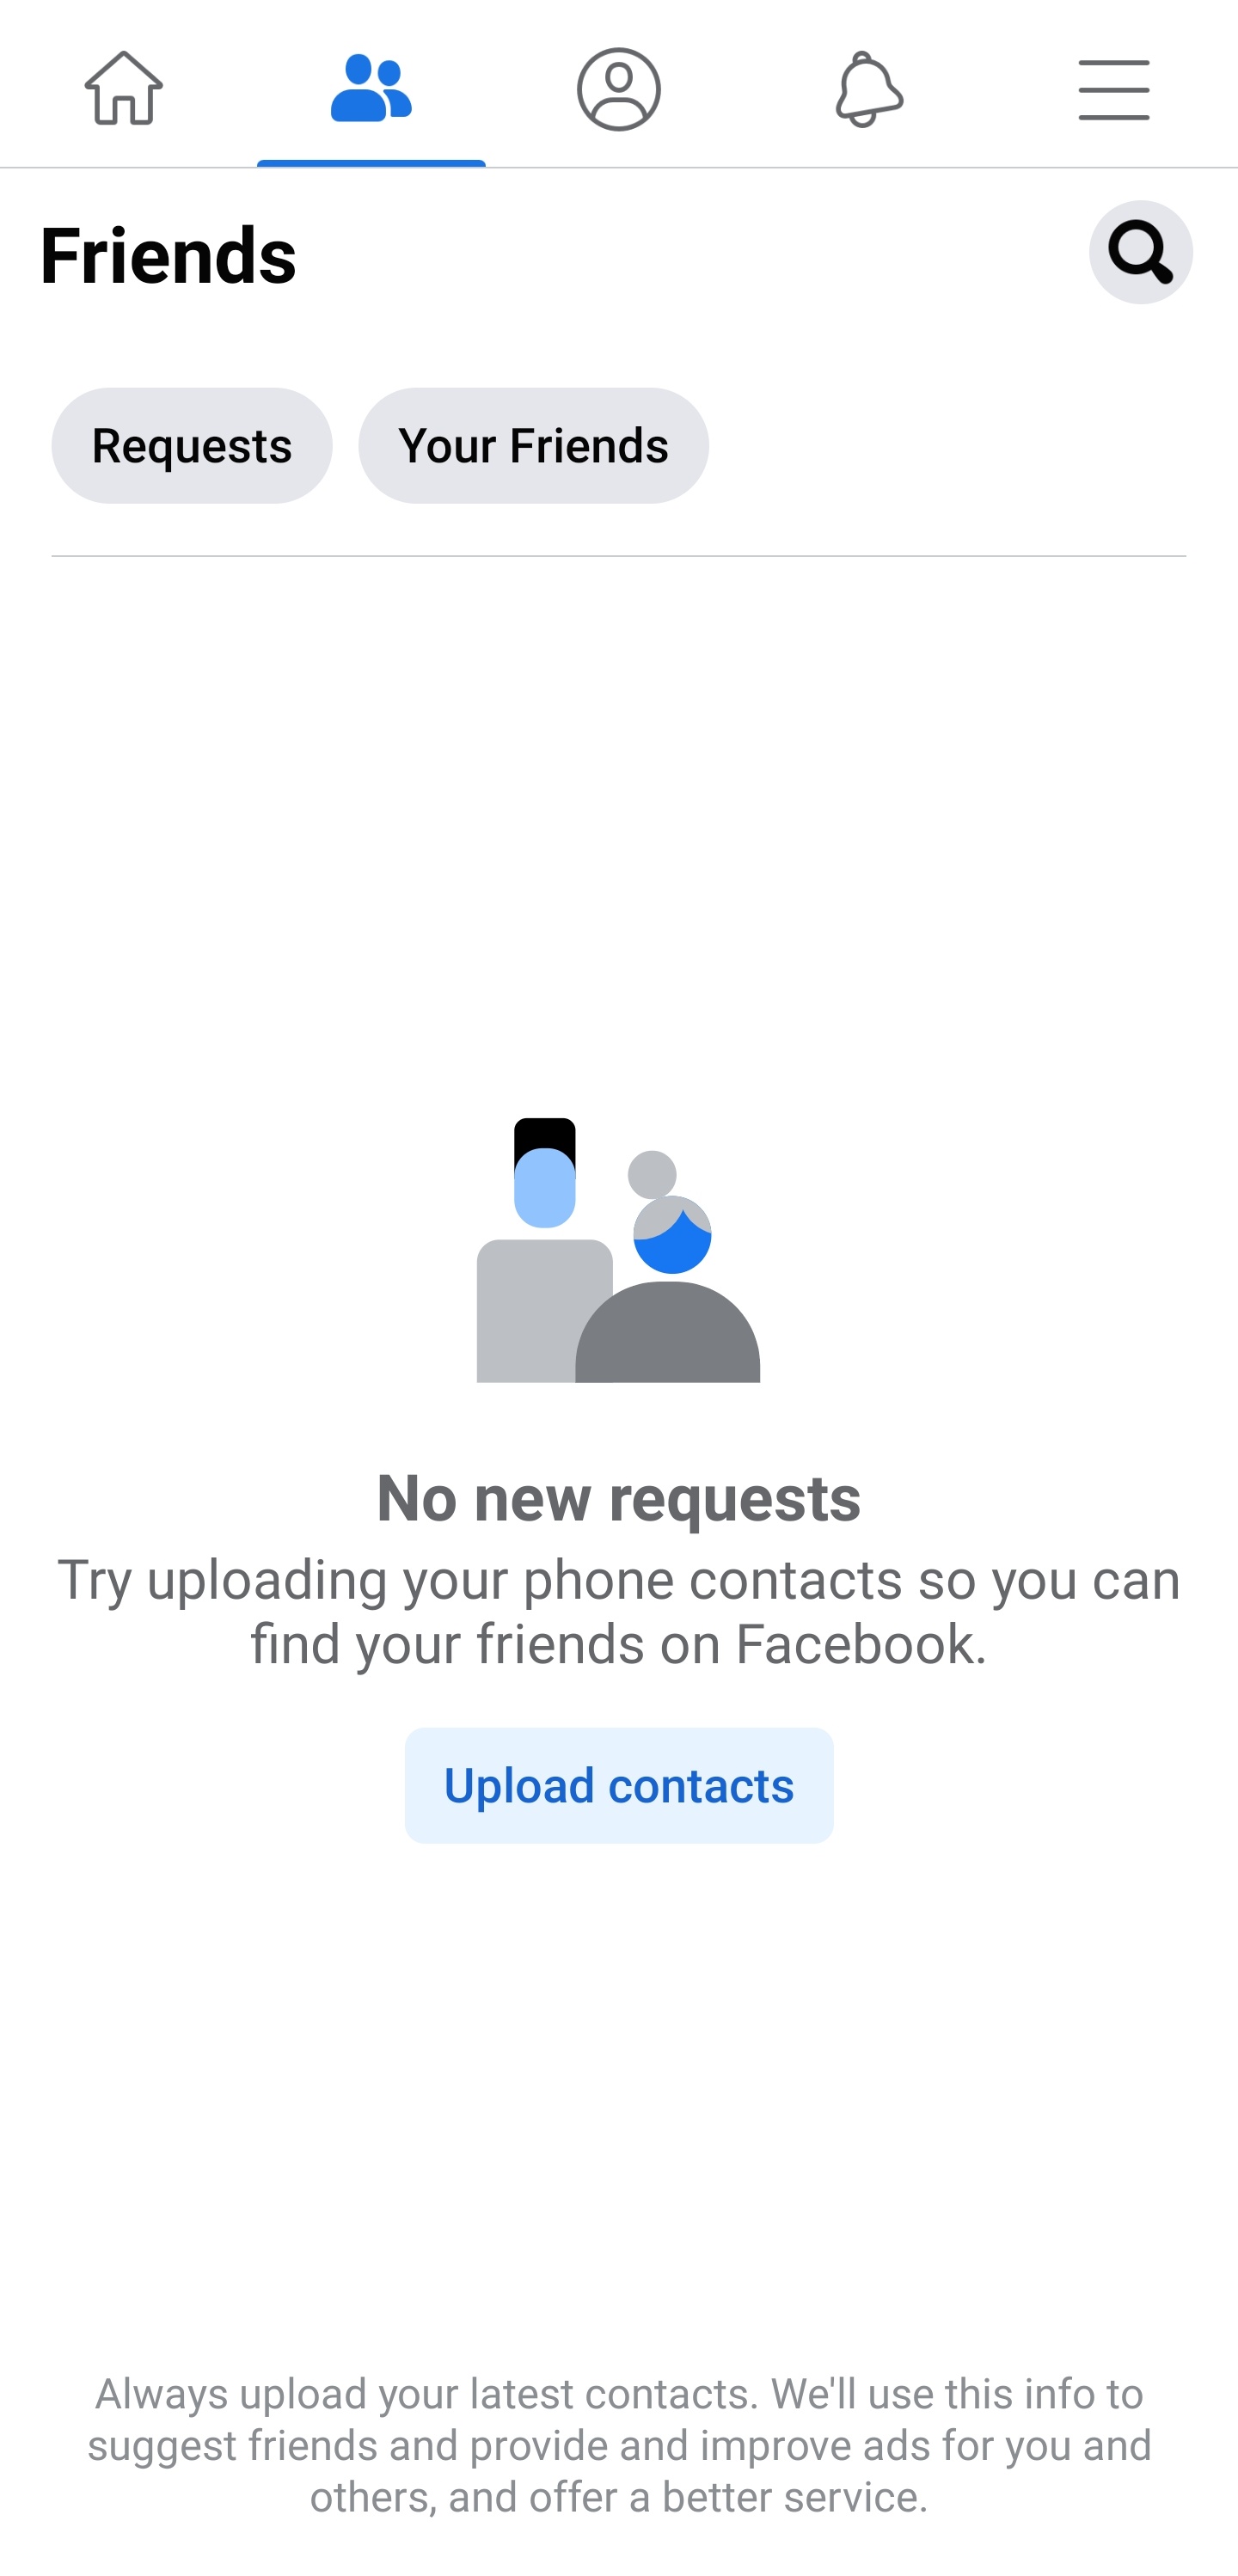 Friends
Requests
Your Friends
No new requests
Try uploading your phone contacts so you can
find your friends on Facebook.
Upload contacts
Always upload your latest contacts. We'll use this info to
suggest friends and provide and improve ads for you and
others, and offer a better service.